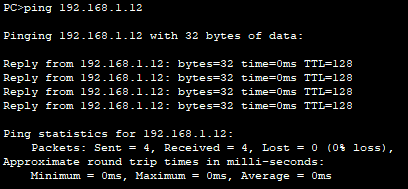 PC>ping 192.168.1.12
Pinging 192.168.1.12 with 32 bytes of data:
Reply from 192.168.1.12: bytes=32 time=0ms TTL=128
Reply from 192.168.1.12: bytes=32 time=0ms TTL=128
Reply from 192.168.1.12: bytes=32 time=0ms TTL=128
Reply from 192.168.1.12: bytes=32 time=0ms TTL=128
Ping statistics for 192.168.1.12:
    Packets: Sent = 4, Received = 4, Lost = 0 (0% loss),
Approximate round trip times in milli-seconds:
    Minimum = 0ms, Maximum = 0ms, Average = 0ms